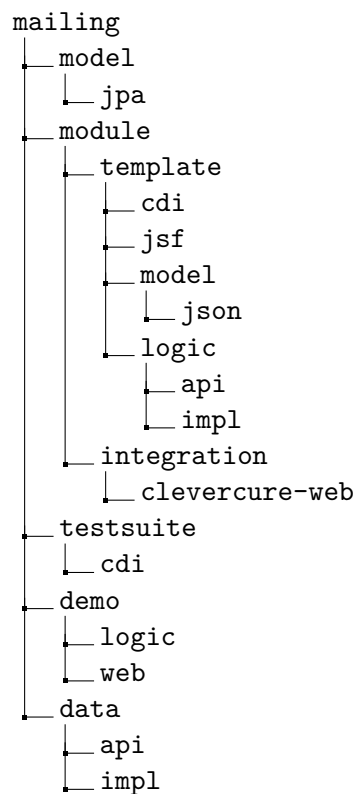 mailing
model
jpa
module
template
cdi
jsf
model
json
logic
api
impl
integration
clevercure-web
testsuite
cdi
demo
logic
web
data
api
impl